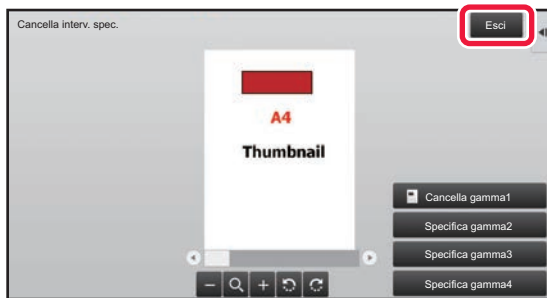 Cancella interv. spec.
Esci
A4
Thumbnail
Cancella gamma1
Specifica gamma2
Specifica gamma3
Specifica gamma4